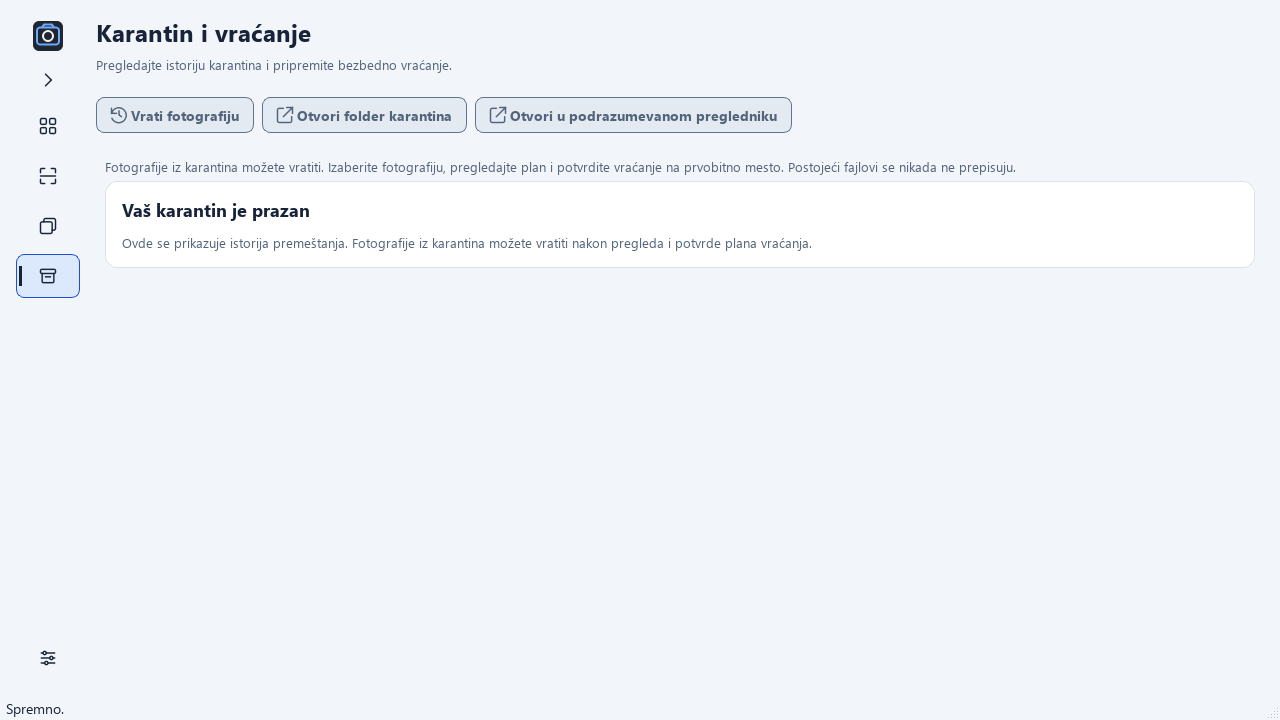 Karantin i vraćanje
Pregledajte istoriju karantina i pripremite bezbedno vraćanje.
Vrati fotografiju
Otvori folder karantina
Otvori u podrazumevanom pregledniku
Fotografije iz karantina možete vratiti. Izaberite fotografiju, pregledajte plan i potvrdite vraćanje na prvobitno mesto. Postojeći fajlovi se nikada ne prepisuju.
Vaš karantin je prazan
Ovde se prikazuje istorija premeštanja. Fotografije iz karantina možete vratiti nakon pregleda i potvrde plana vraćanja.
Spremno.